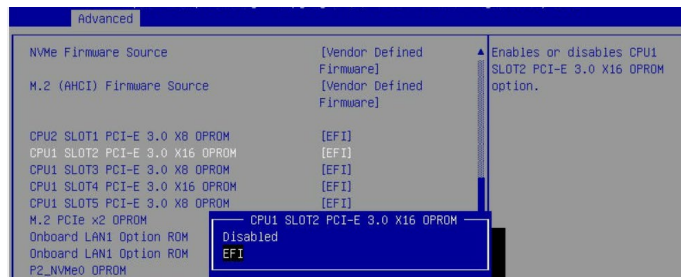 Advanced
NVMe Firmware Source [Vendor Defined Firmware]
M.2 (AHCI) Firmware Source [Vendor Defined Firmware]
CPU2 SLOT1 PCI-E 3.0 X8 OPROM [EFI]
CPU1 SLOT2 PCI-E 3.0 X16 OPROM [EFI]
CPU1 SLOT3 PCI-E 3.0 X8 OPROM [EFI]
CPU1 SLOT4 PCI-E 3.0 X16 OPROM [EFI]
CPU1 SLOT5 PCI-E 3.0 X8 OPROM [EFI]
M.2 PCIe x2 OPROM
Onboard LAN1 Option ROM
Onboard LAN1 Option ROM
P2_NVMe0 OPROM
CPU1 SLOT2 PCI-E 3.0 X16 OPROM
Disabled
EFI
Enables or disables CPU1
SLOT2 PCI-E 3.0 X16 OPROM
option.